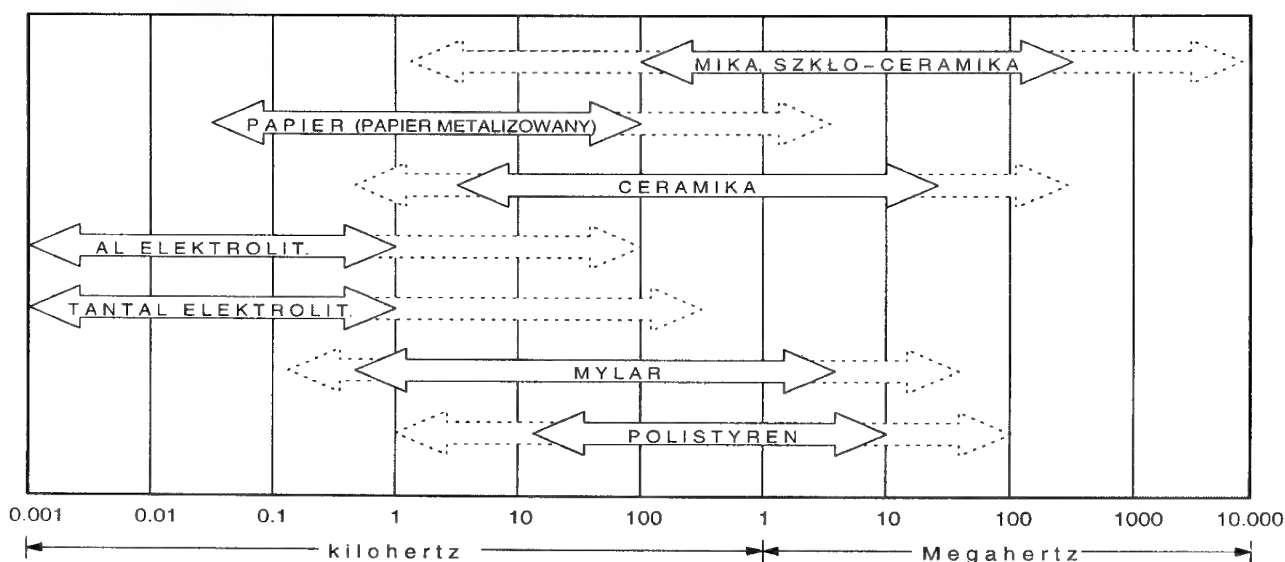 MIKA, SZKŁO-CERAMIKA
PAPIER (PAPIER METALIZOWANY)
CERAMIKA
AL ELEKTROLIT.
TANTAL ELEKTROLIT.
MYLAR
POLISTYREN
0.001 0.01 0.1 1 10 100 1 10 100 1000 10.000
kilohertz Megahertz